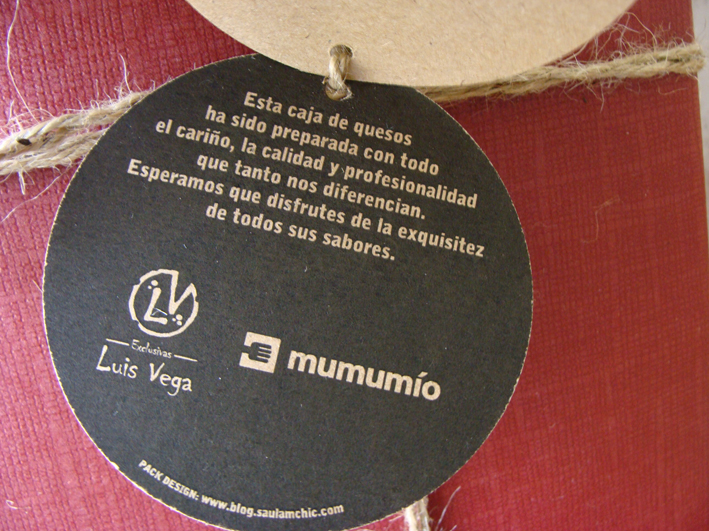 Esta caja de quesos
ha sido preparada con todo
el cariño, la calidad y profesionalidad
que tanto nos diferencian.
Esperamos que disfrutes de la exquisitez
de todos sus sabores.
LV
Exclusivas
Luis Vega
mumumío
PACK DESIGN: www.blog.saulamchic.com